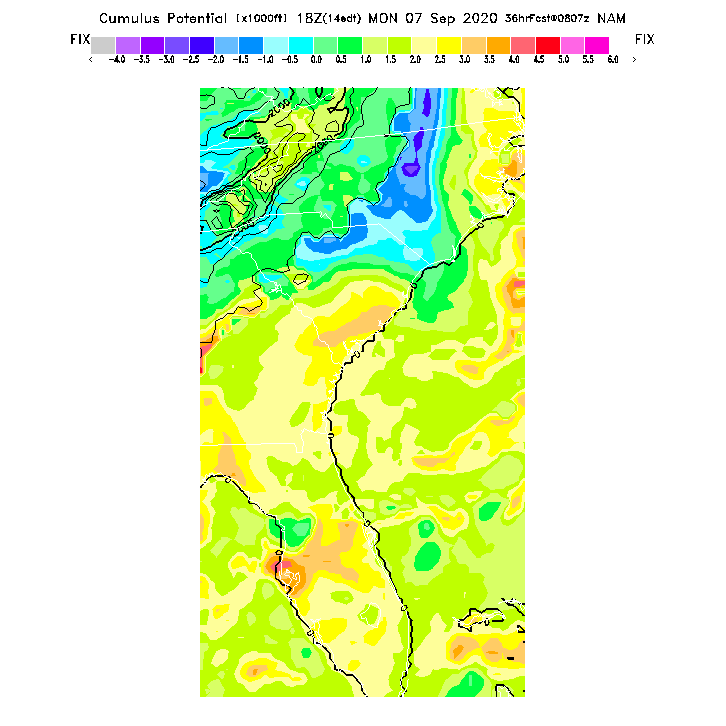 Cumulus Potential [x1000ft] 18Z(14edt) MON 07 Sep 2020 36hrFcst@0807z NAM
FIX FIX
< -4.0 -3.5 -3.0 -2.5 -2.0 -1.5 -1.0 -0.5 0.0 0.5 1.0 1.5 2.0 2.5 3.0 3.5 4.0 4.5 5.0 5.5 6.0 >
2000
2000